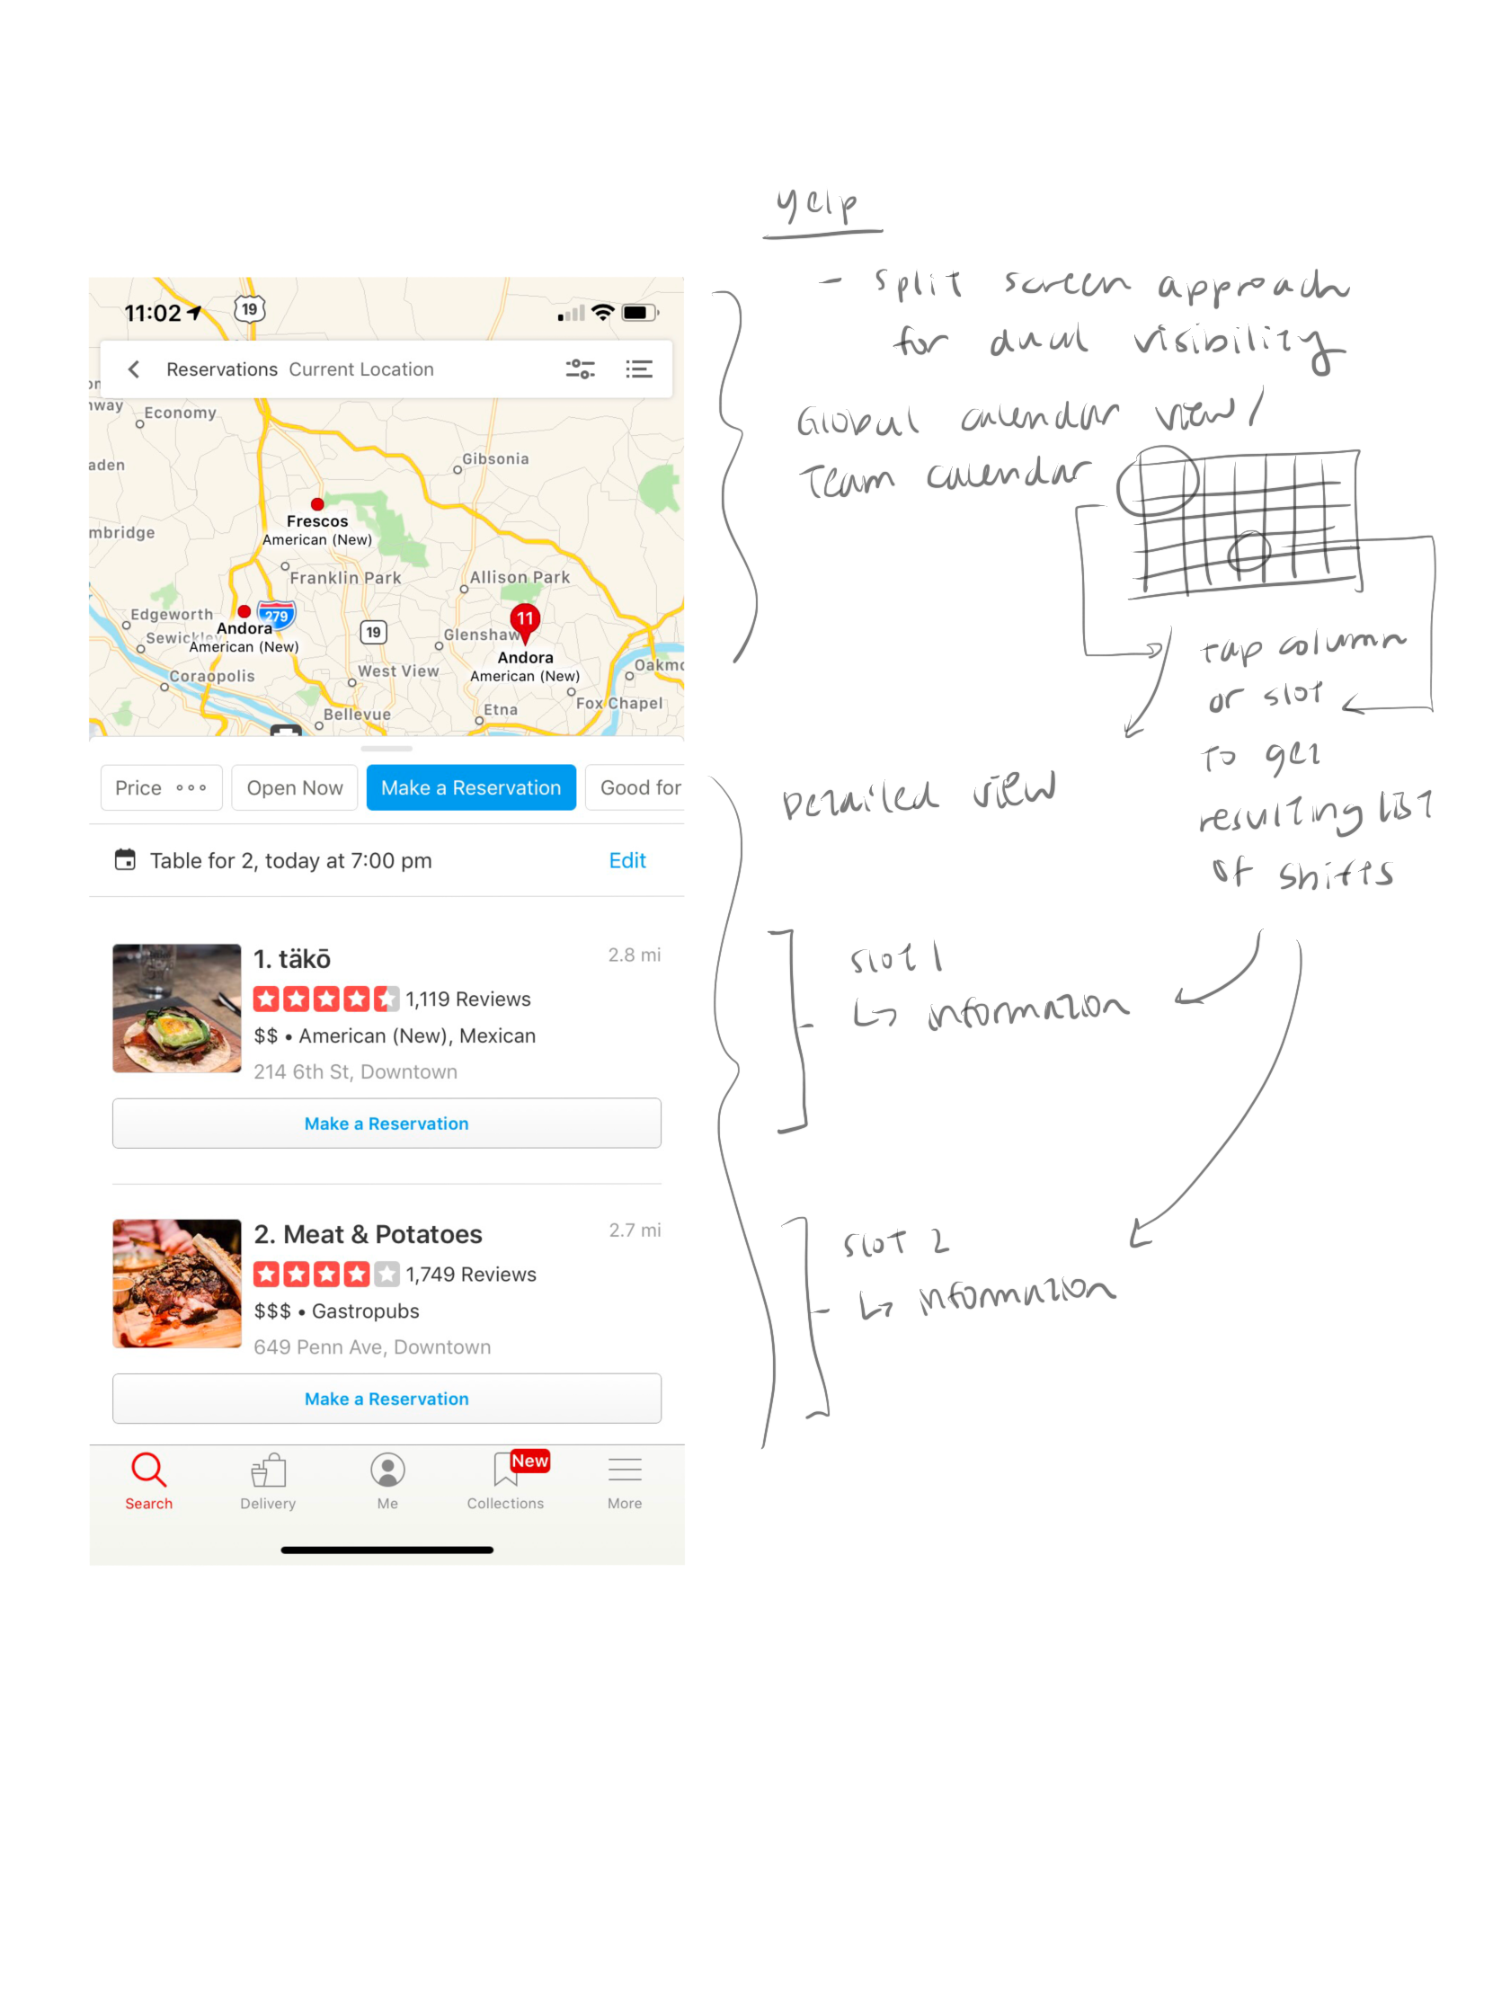 yelp
- split screen approach
for dual visibility
Global calendar view /
Team calendar
tap column
or slot
to get
resulting list
of shifts
Detailed view
slot 1
↳ information
slot 2
↳ information
11:02
19
Reservations Current Location
nway
Economy
aden
Gibsonia
mbridge
Frescos
American (New)
Franklin Park
Allison Park
Edgeworth
279
11
Sewickley
Andora
American (New)
19
Glenshaw
Andora
American (New)
Oakmo
Coraopolis
West View
Fox Chapel
Bellevue
Etna
Price
Open Now
Make a Reservation
Good for
Table for 2, today at 7:00 pm
Edit
1. täkō
2.8 mi
1,119 Reviews
$$ • American (New), Mexican
214 6th St, Downtown
Make a Reservation
2. Meat & Potatoes
2.7 mi
1,749 Reviews
$$$ • Gastropubs
649 Penn Ave, Downtown
Make a Reservation
New
Search
Delivery
Me
Collections
More